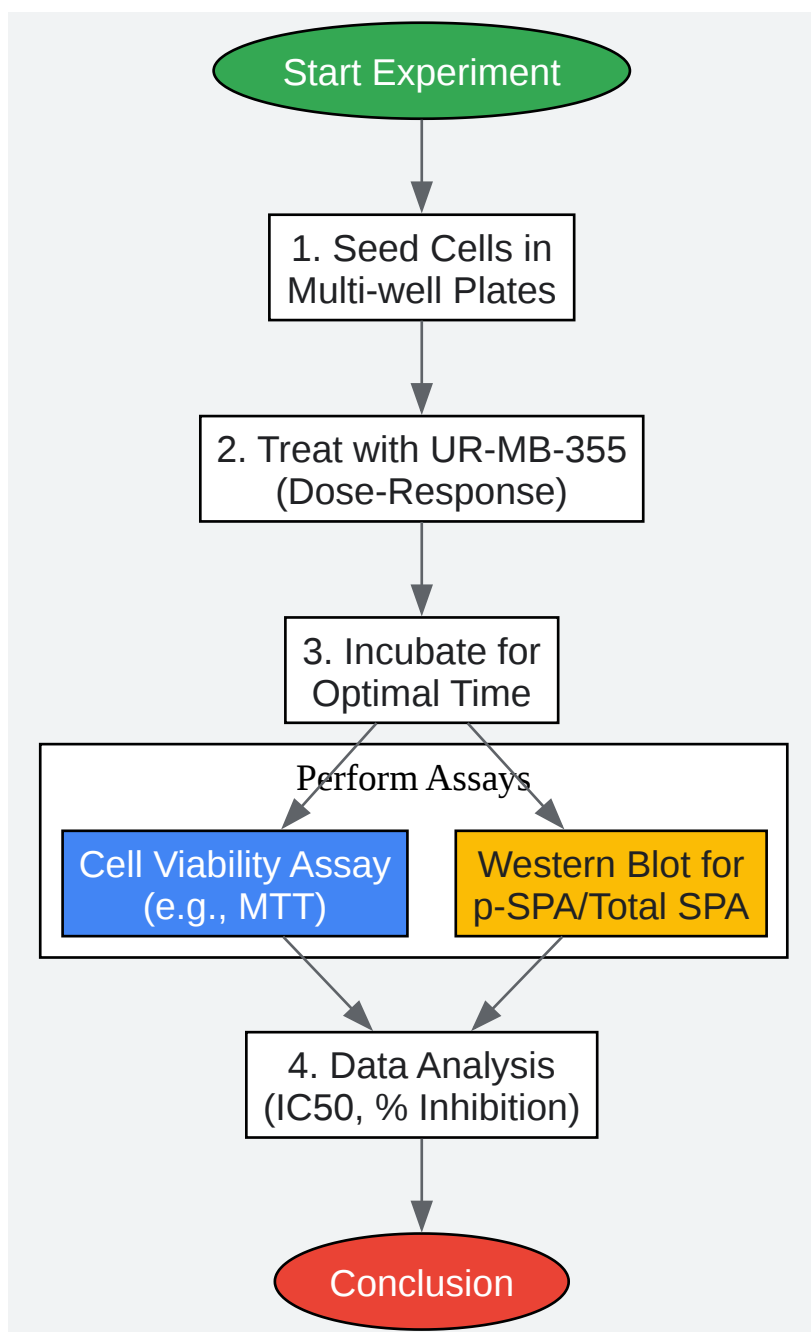 Start Experiment
1. Seed Cells in
Multi-well Plates
2. Treat with UR-MB-355
(Dose-Response)
3. Incubate for
Optimal Time
Perform Assays
Cell Viability Assay
(e.g., MTT)
Western Blot for
p-SPA/Total SPA
4. Data Analysis
(IC50, % Inhibition)
Conclusion